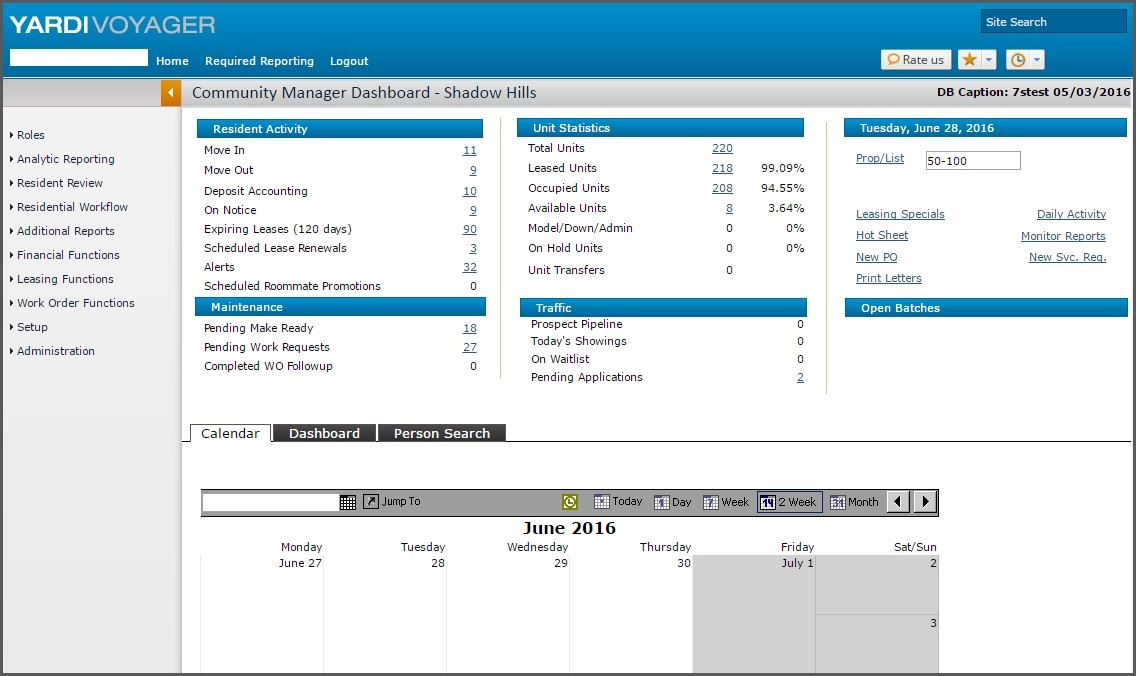 YARDI VOYAGER
Site Search
Home Required Reporting Logout
Rate us
Community Manager Dashboard - Shadow Hills
DB Caption: 7stest 05/03/2016
Roles
Analytic Reporting
Resident Review
Residential Workflow
Additional Reports
Financial Functions
Leasing Functions
Work Order Functions
Setup
Administration
Resident Activity
Move In 11
Move Out 9
Deposit Accounting 10
On Notice 9
Expiring Leases (120 days) 90
Scheduled Lease Renewals 3
Alerts 32
Scheduled Roommate Promotions 0
Maintenance
Pending Make Ready 18
Pending Work Requests 27
Completed WO Followup 0
Unit Statistics
Total Units 220
Leased Units 218 99.09%
Occupied Units 208 94.55%
Available Units 8 3.64%
Model/Down/Admin 0 0%
On Hold Units 0 0%
Unit Transfers 0
Traffic
Prospect Pipeline 0
Today's Showings 0
On Waitlist 0
Pending Applications 2
Tuesday, June 28, 2016
Prop/List 50-100
Leasing Specials Daily Activity
Hot Sheet Monitor Reports
New PO New Svc. Req.
Print Letters
Open Batches
Calendar Dashboard Person Search
Jump To Today Day Week 14 2 Week 31 Month
June 2016
Monday Tuesday Wednesday Thursday Friday Sat/Sun
June 27 28 29 30 July 1 2
3